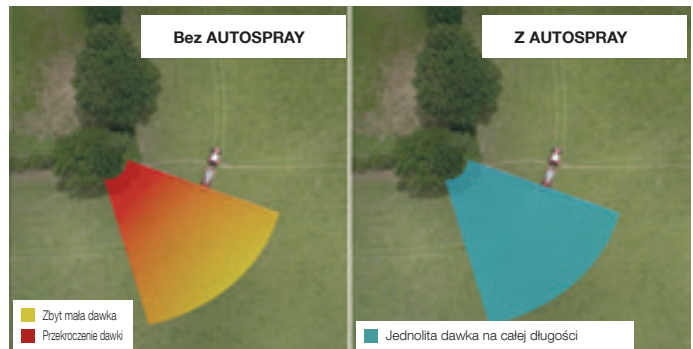 Bez AUTOSPRAY
Z AUTOSPRAY
Zbyt mała dawka
Przekroczenie dawki
Jednolita dawka na całej długości